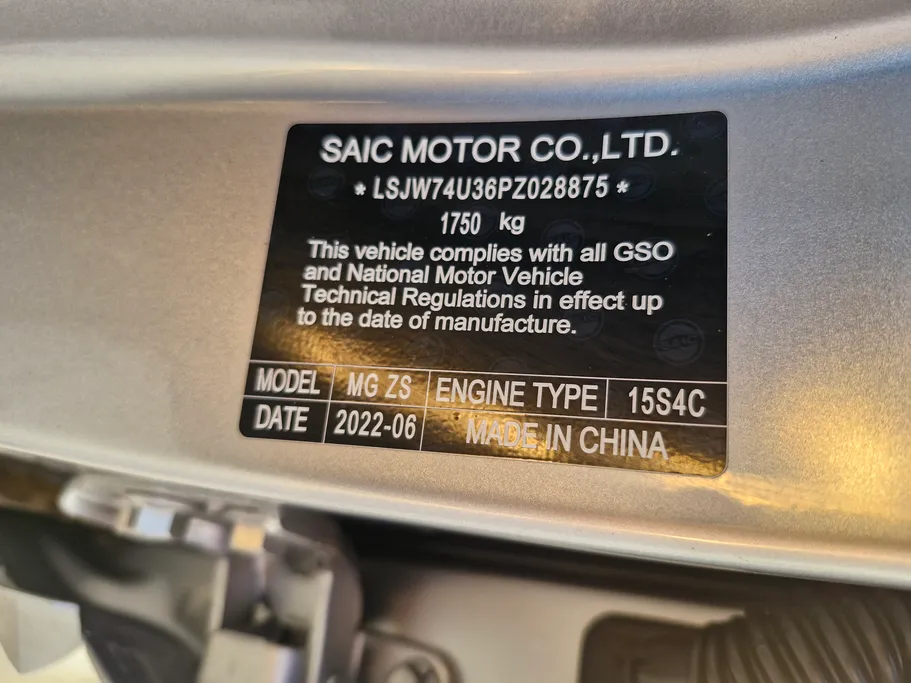 SAIC MOTOR CO.,LTD.
* LSJW74U36PZ028875 *
1750 kg
This vehicle complies with all GSO
and National Motor Vehicle
Technical Regulations in effect up
to the date of manufacture.
MODEL MG ZS ENGINE TYPE 15S4C
DATE 2022-06 MADE IN CHINA